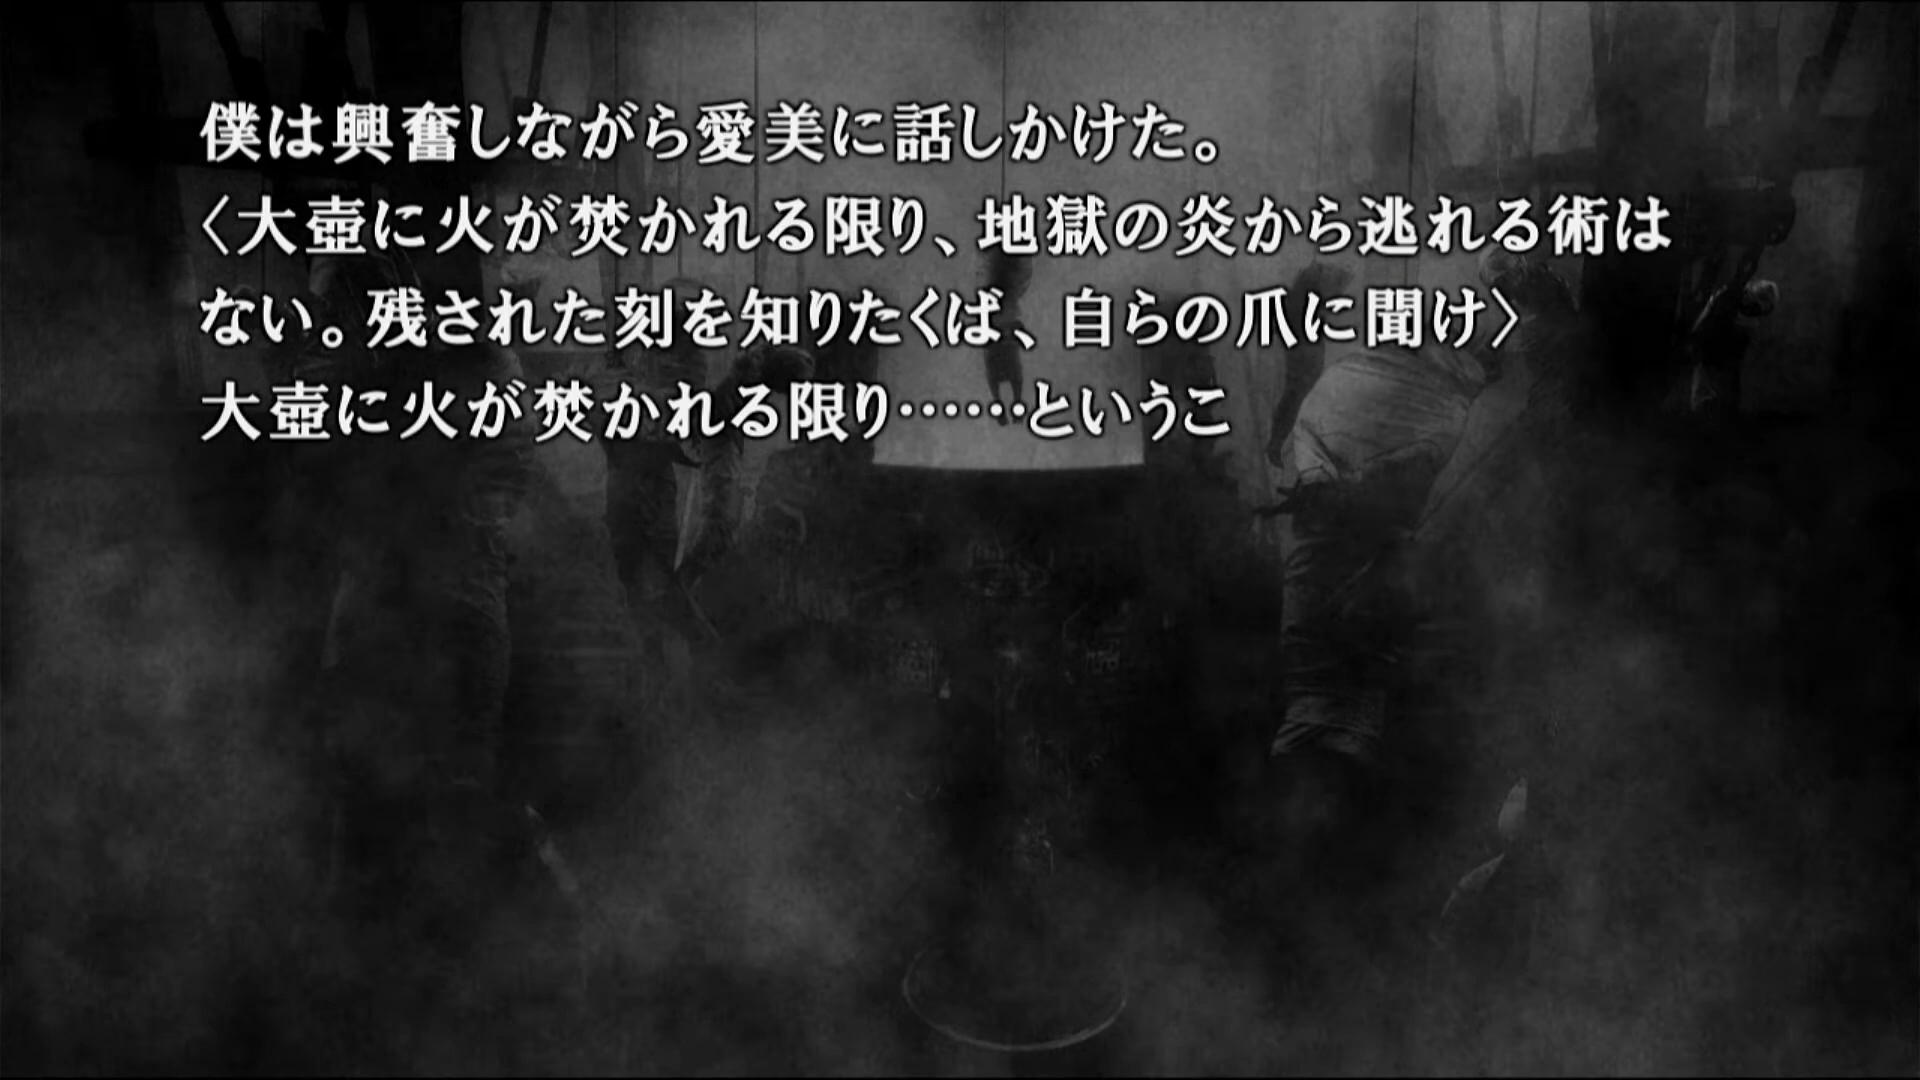 僕は興奮しながら愛美に話しかけた。
〈大壺に火が焚かれる限り、地獄の炎から逃れる術は
ない。残された刻を知りたくば、自らの爪に聞け〉
大壺に火が焚かれる限り……というこ